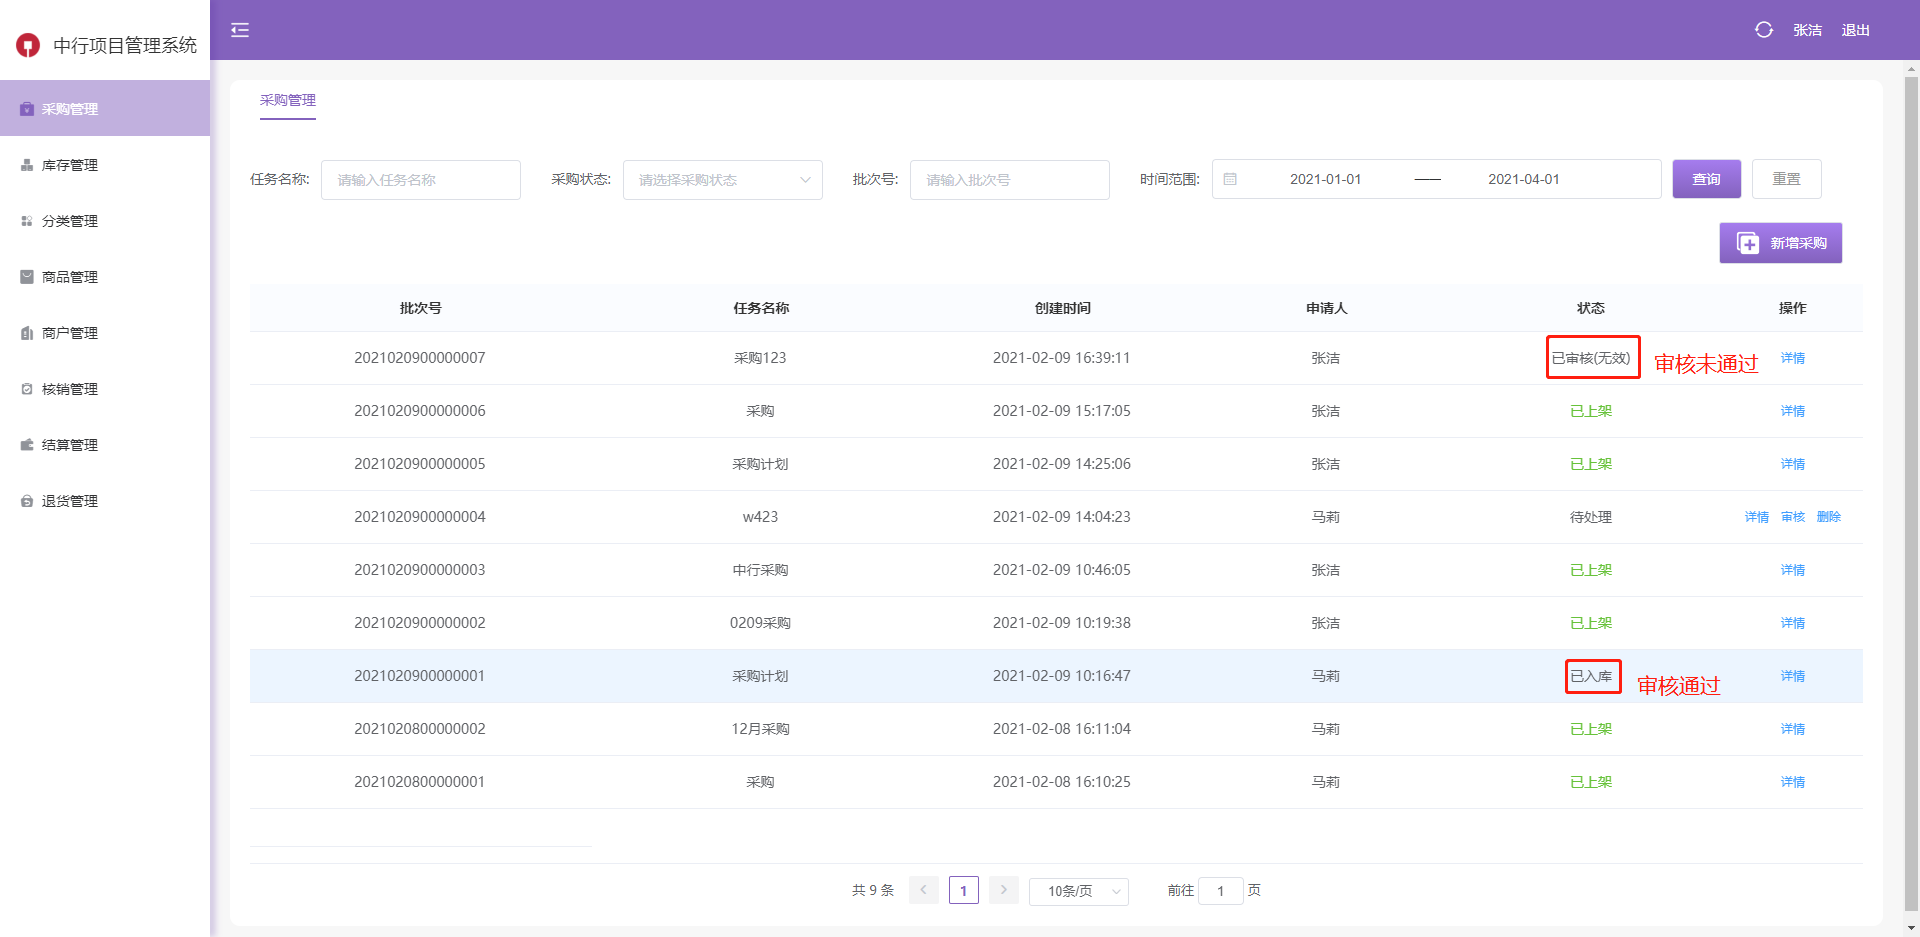 中行项目管理系统
张洁 退出
采购管理
库存管理
分类管理
商品管理
商户管理
核销管理
结算管理
退货管理
采购管理
任务名称: 请输入任务名称 采购状态: 请选择采购状态 批次号: 请输入批次号 时间范围: 2021-01-01 —— 2021-04-01 查询 重置
新增采购
批次号 任务名称 创建时间 申请人 状态 操作
2021020900000007 采购123 2021-02-09 16:39:11 张洁 已审核(无效) 审核未通过 详情
2021020900000006 采购 2021-02-09 15:17:05 张洁 已上架 详情
2021020900000005 采购计划 2021-02-09 14:25:06 张洁 已上架 详情
2021020900000004 w423 2021-02-09 14:04:23 马莉 待处理 详情 审核 删除
2021020900000003 中行采购 2021-02-09 10:46:05 张洁 已上架 详情
2021020900000002 0209采购 2021-02-09 10:19:38 张洁 已上架 详情
2021020900000001 采购计划 2021-02-09 10:16:47 马莉 已入库 审核通过 详情
2021020800000002 12月采购 2021-02-08 16:11:04 马莉 已上架 详情
2021020800000001 采购 2021-02-08 16:10:25 马莉 已上架 详情
共 9 条 1 10条/页 前往 1 页